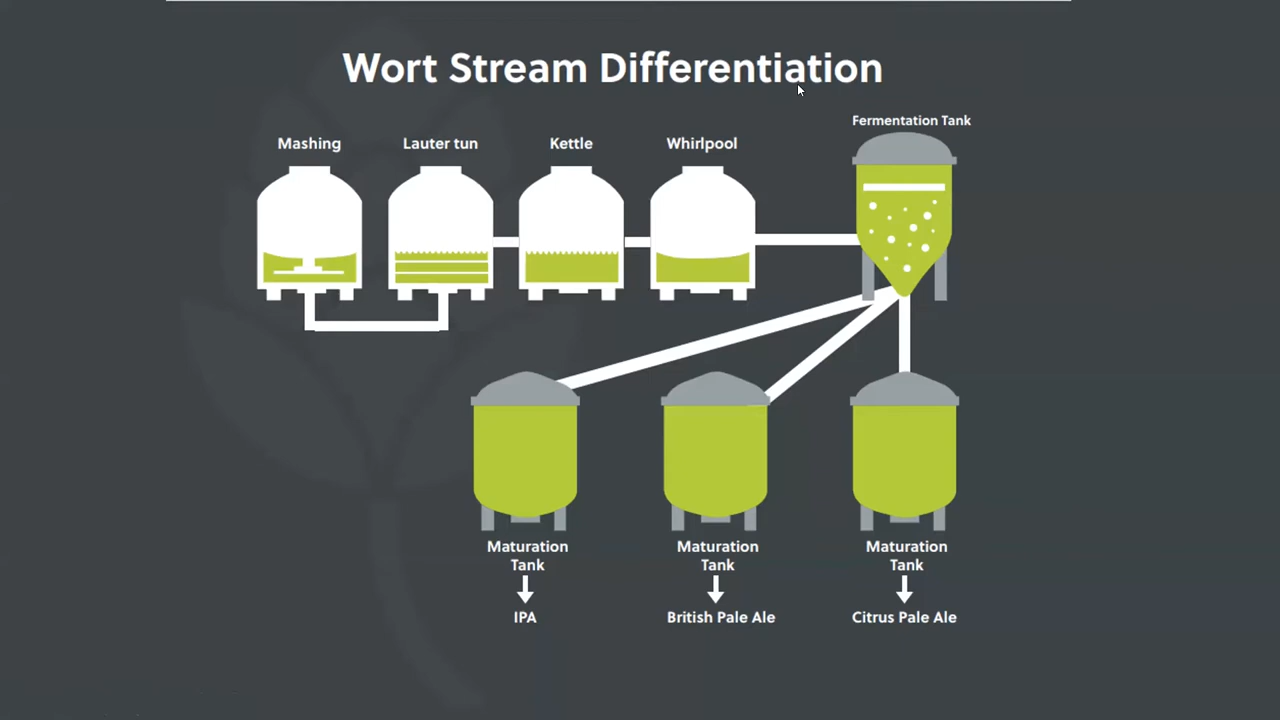 Wort Stream Differentiation
Fermentation Tank
Mashing
Lauter tun
Kettle
Whirlpool
Maturation
Tank
Maturation
Tank
Maturation
Tank
IPA
British Pale Ale
Citrus Pale Ale